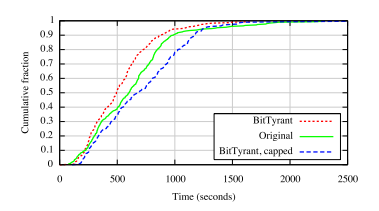 1
0.9
0.8
0.7
0.6
0.5
0.4
0.3
0.2
0.1
0
Cumulative fraction
BitTyrant
Original
BitTyrant, capped
0 500 1000 1500 2000 2500
Time (seconds)